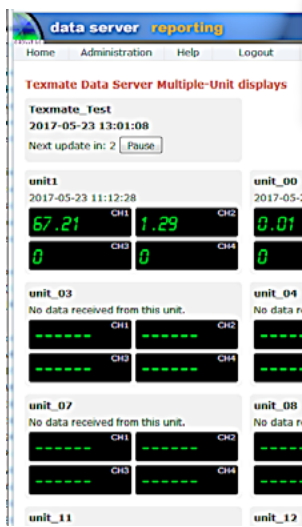 data server reporting
Home Administration Help Logout
Texmate Data Server Multiple-Unit displays
Texmate_Test
2017-05-23 13:01:08
Next update in: 2 Pause
unit1 unit_00
2017-05-23 11:12:28 2017-05-2
67.21 CH1 1.29 CH2 0.01
0 CH3 0 CH4 0
unit_03 unit_04
No data received from this unit. No data re
------ CH1 ------ CH2 -----
------ CH3 ------ CH4 -----
unit_07 unit_08
No data received from this unit. No data re
------ CH1 ------ CH2 -----
------ CH3 ------ CH4 -----
unit_11 unit_12